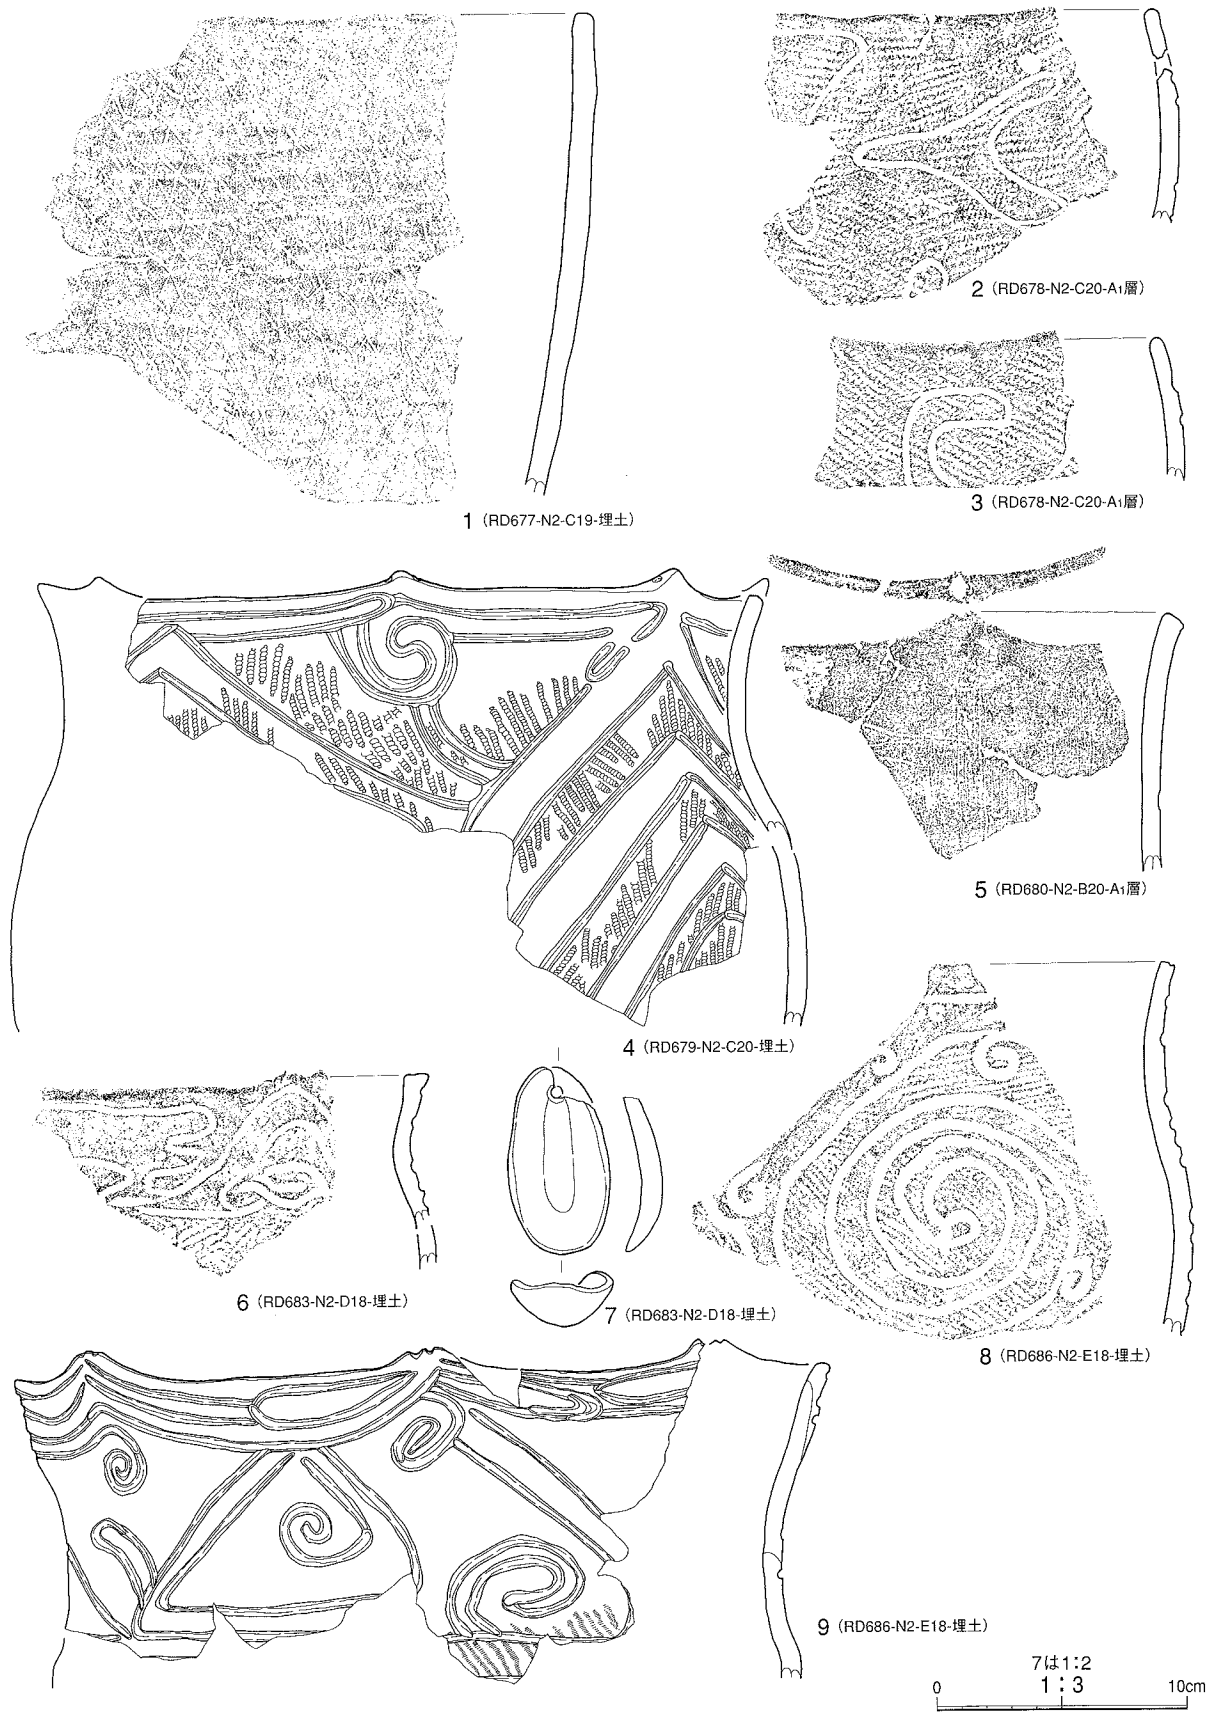 1 (RD677-N2-C19-埋土)
2 (RD678-N2-C20-A1層)
3 (RD678-N2-C20-A1層)
4 (RD679-N2-C20-埋土)
5 (RD680-N2-B20-A1層)
6 (RD683-N2-D18-埋土)
7 (RD683-N2-D18-埋土)
8 (RD686-N2-E18-埋土)
9 (RD686-N2-E18-埋土)
7は1:2
1:3
0 10cm